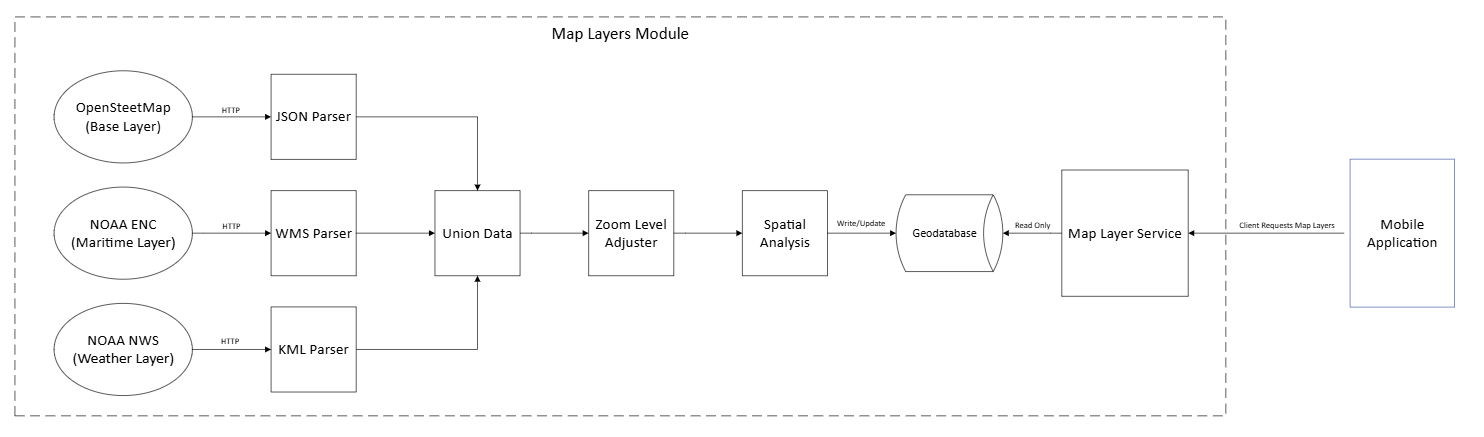 Map Layers Module
OpenSteetMap
(Base Layer)
HTTP
JSON Parser
NOAA ENC
(Maritime Layer)
HTTP
WMS Parser
Union Data
Zoom Level
Adjuster
Spatial
Analysis
Write/Update
Geodatabase
Read Only
Map Layer Service
Client Requests Map Layers
Mobile
Application
NOAA NWS
(Weather Layer)
HTTP
KML Parser